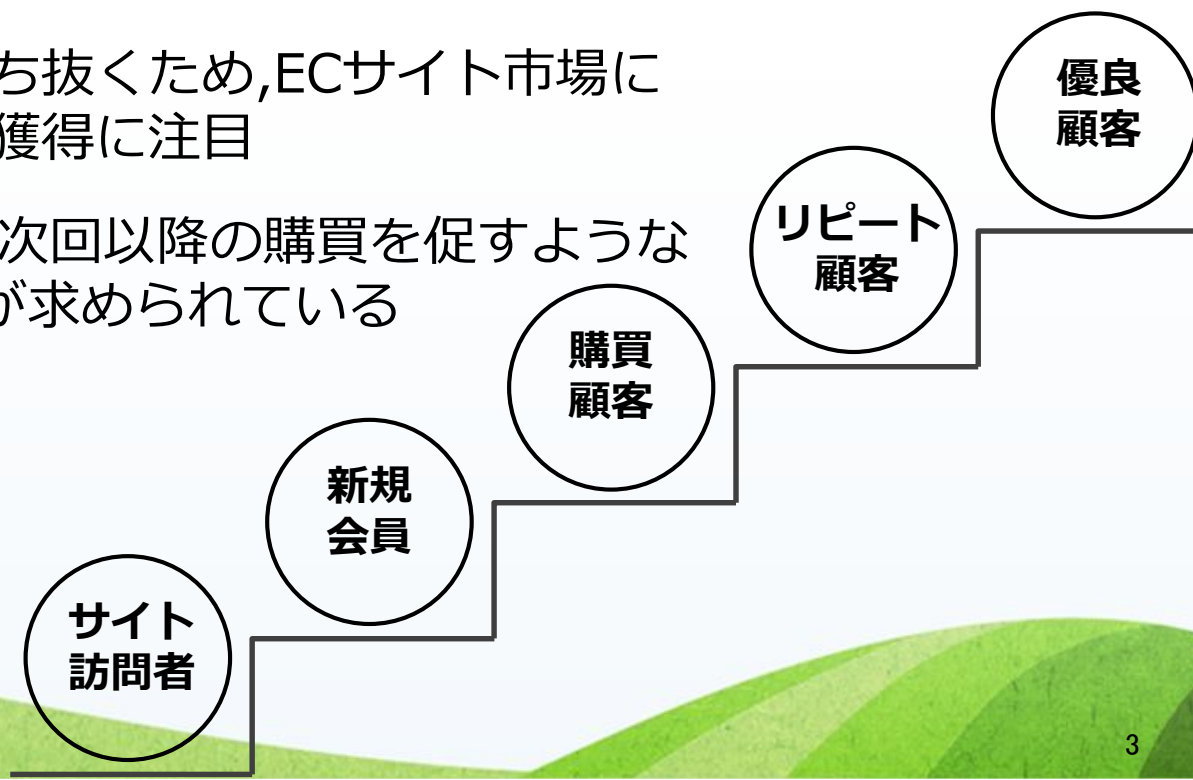 ち抜くため,ECサイト市場に
獲得に注目
次回以降の購買を促すような
が求められている
優良
顧客
リピート
顧客
購買
顧客
新規
会員
サイト
訪問者
3